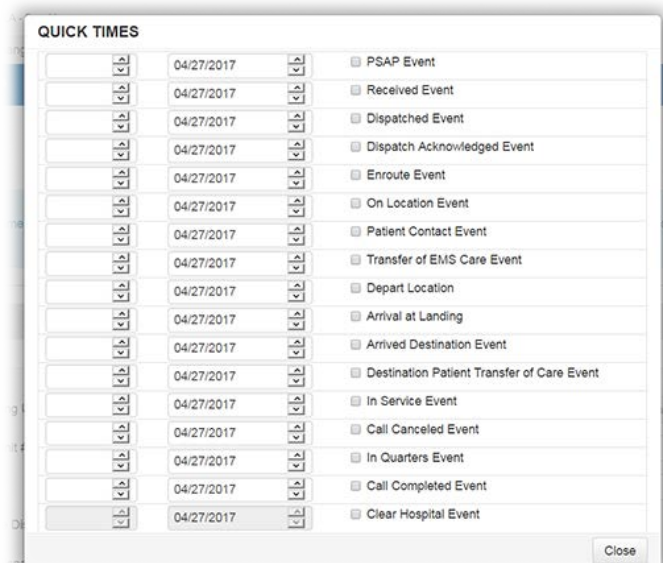 QUICK TIMES
04/27/2017 PSAP Event
04/27/2017 Received Event
04/27/2017 Dispatched Event
04/27/2017 Dispatch Acknowledged Event
04/27/2017 Enroute Event
04/27/2017 On Location Event
04/27/2017 Patient Contact Event
04/27/2017 Transfer of EMS Care Event
04/27/2017 Depart Location
04/27/2017 Arrival at Landing
04/27/2017 Arrived Destination Event
04/27/2017 Destination Patient Transfer of Care Event
04/27/2017 In Service Event
04/27/2017 Call Canceled Event
04/27/2017 In Quarters Event
04/27/2017 Call Completed Event
04/27/2017 Clear Hospital Event
Close